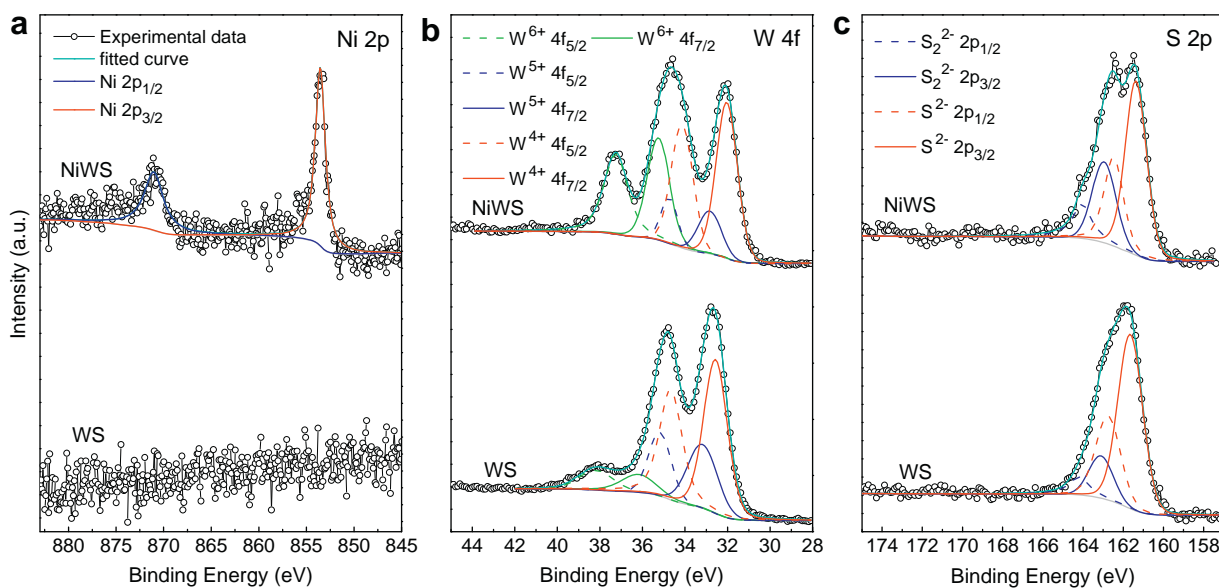 a
Experimental data
fitted curve
Ni 2p1/2
Ni 2p3/2
Ni 2p
NiWS
WS
Intensity (a.u.)
880 875 870 865 860 855 850 845
Binding Energy (eV)
b
W6+ 4f5/2
W6+ 4f7/2
W5+ 4f5/2
W5+ 4f7/2
W4+ 4f5/2
W4+ 4f7/2
W 4f
NiWS
WS
44 42 40 38 36 34 32 30 28
Binding Energy (eV)
c
S2 2- 2p1/2
S2 2- 2p3/2
S2- 2p1/2
S2- 2p3/2
S 2p
NiWS
WS
174 172 170 168 166 164 162 160 158
Binding Energy (eV)